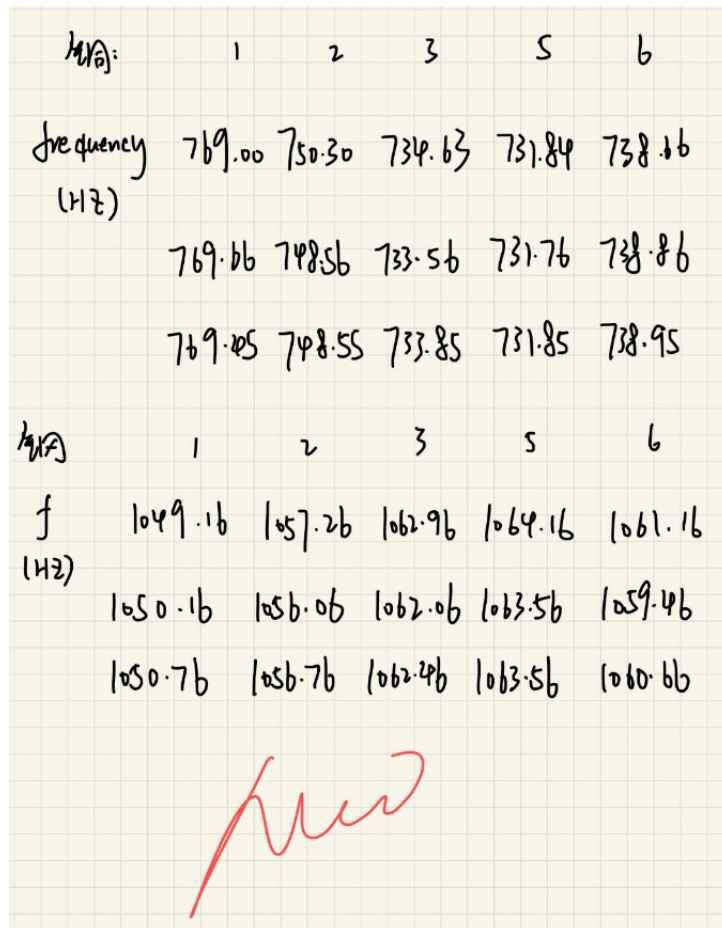 1 2 3 5 6
frequency 769.00 750.30 734.63 731.84 738.66
(HZ)
769.66 748.56 733.56 731.76 738.86
769.45 748.55 733.85 731.85 738.95
1 2 3 5 6
f 1049.16 1057.26 1062.96 1064.16 1061.16
(HZ)
1050.16 1056.06 1062.06 1063.56 1059.46
1050.76 1056.76 1062.46 1063.56 1060.66